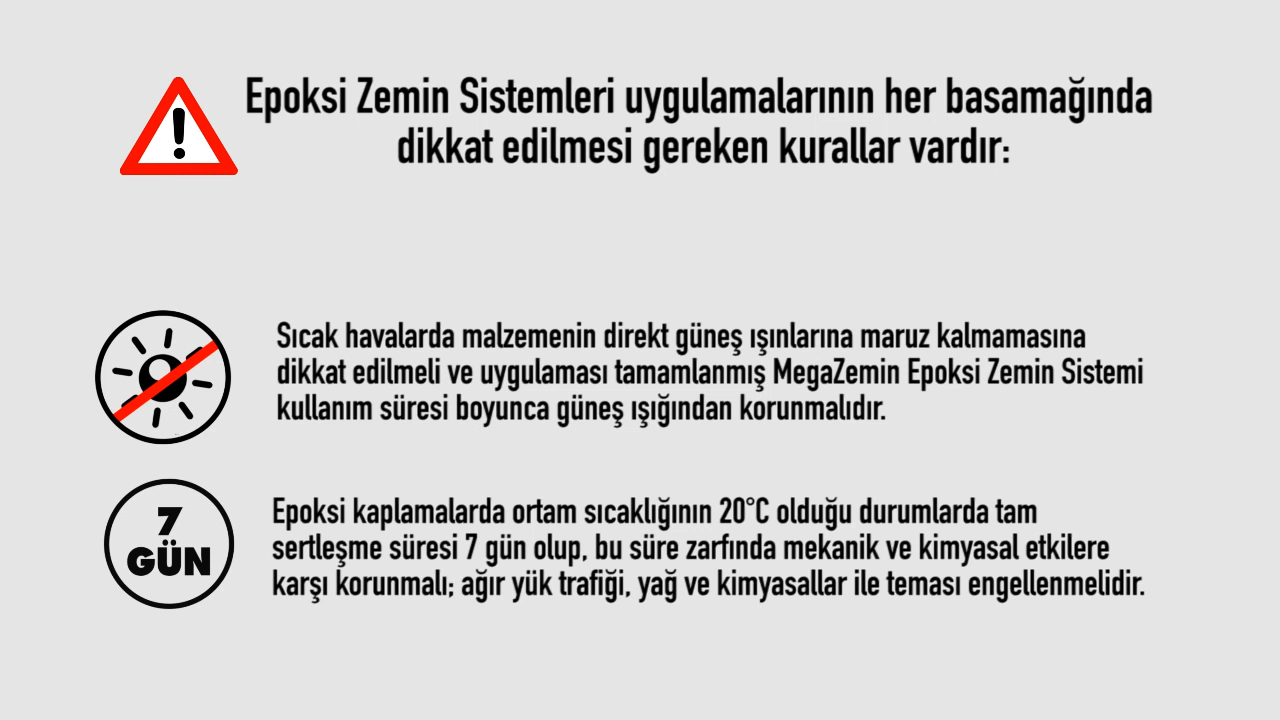 Epoksi Zemin Sistemleri uygulamalarının her basamağında
dikkat edilmesi gereken kurallar vardır:
Sıcak havalarda malzemenin direkt güneş ışınlarına maruz kalmamasına
dikkat edilmeli ve uygulaması tamamlanmış MegaZemin Epoksi Zemin Sistemi
kullanım süresi boyunca güneş ışığından korunmalıdır.
7
GÜN
Epoksi kaplamalarda ortam sıcaklığının 20°C olduğu durumlarda tam
sertleşme süresi 7 gün olup, bu süre zarfında mekanik ve kimyasal etkilere
karşı korunmalı; ağır yük trafiği, yağ ve kimyasallar ile teması engellenmelidir.